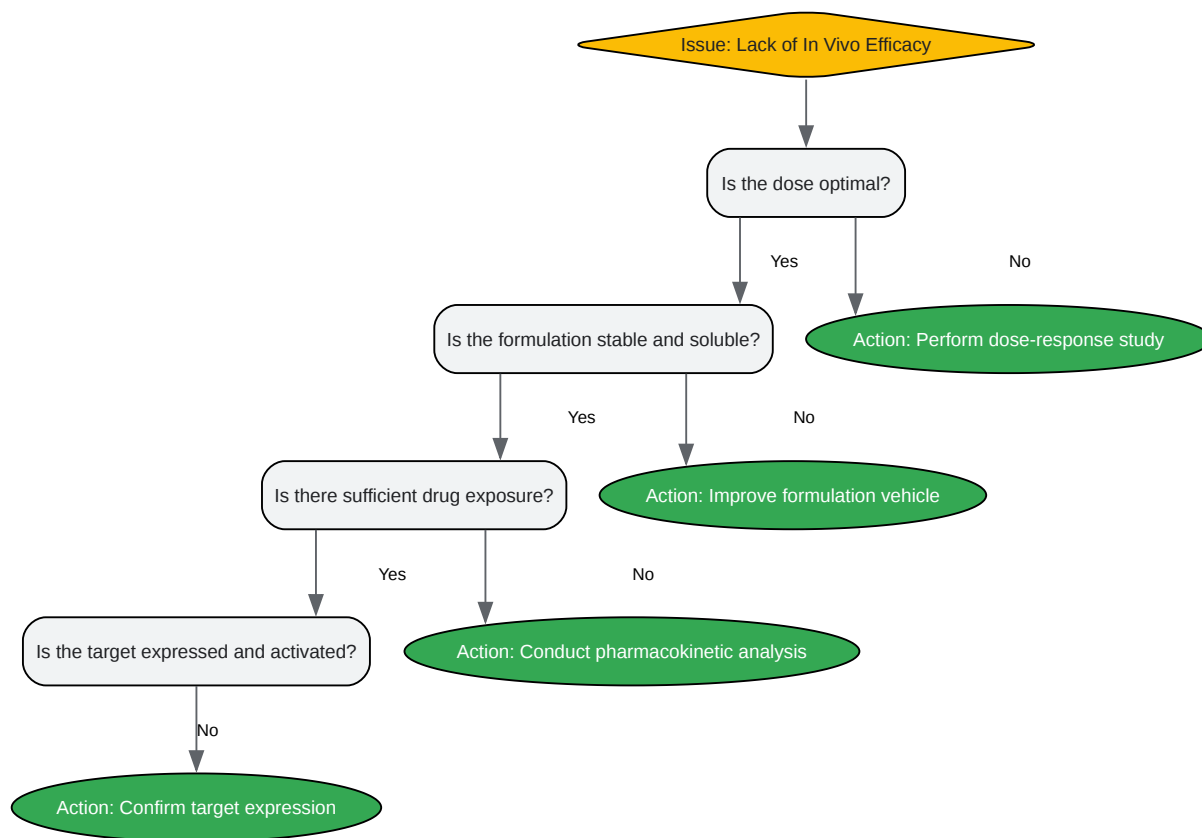 Issue: Lack of In Vivo Efficacy
Is the dose optimal?
Yes
No
Is the formulation stable and soluble?
Action: Perform dose-response study
Yes
No
Is there sufficient drug exposure?
Action: Improve formulation vehicle
Yes
No
Is the target expressed and activated?
Action: Conduct pharmacokinetic analysis
No
Action: Confirm target expression